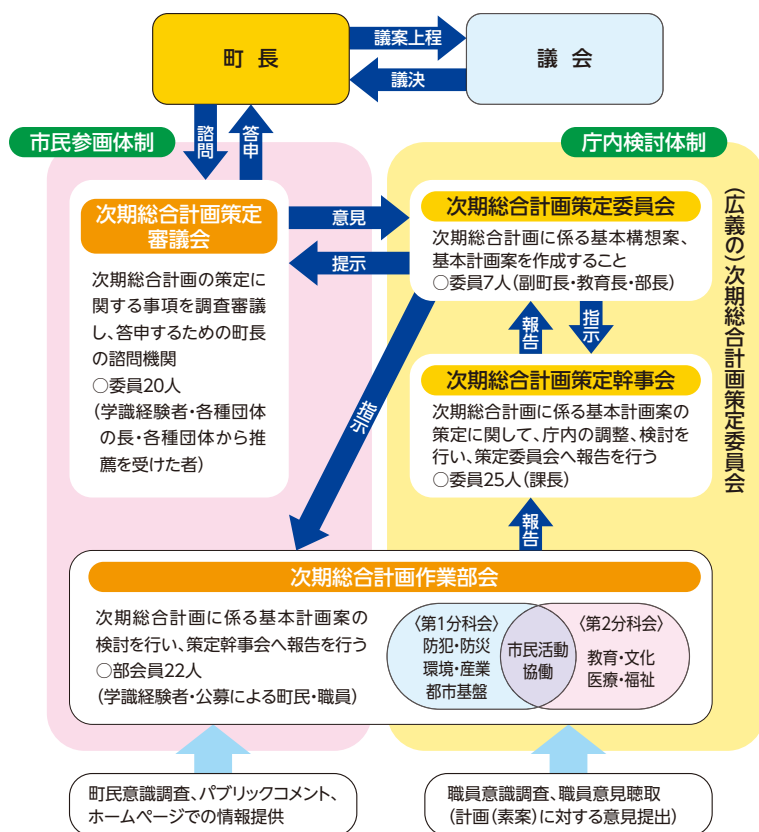 町 長
議案上程
議決
議 会
諮問
答申
市民参画体制
庁内検討体制
次期総合計画策定
審議会
次期総合計画の策定に
関する事項を調査審議
し、答申するための町長
の諮問機関
○委員20人
(学識経験者・各種団体
の長・各種団体から推
薦を受けた者)
意見
提示
次期総合計画策定委員会
次期総合計画に係る基本構想案、
基本計画案を作成すること
○委員7人(副町長・教育長・部長)
報告
指示
次期総合計画策定幹事会
次期総合計画に係る基本計画案の
策定に関して、庁内の調整、検討を
行い、策定委員会へ報告を行う
○委員25人(課長)
(広義の)次期総合計画策定委員会
指示
報告
次期総合計画作業部会
次期総合計画に係る基本計画案の
検討を行い、策定幹事会へ報告を行う
○部会員22人
(学識経験者・公募による町民・職員)
〈第1分科会〉
防犯・防災
環境・産業
都市基盤
市民活動
協働
〈第2分科会〉
教育・文化
医療・福祉
町民意識調査、パブリックコメント、
ホームページでの情報提供
職員意識調査、職員意見聴取
(計画(素案)に対する意見提出)